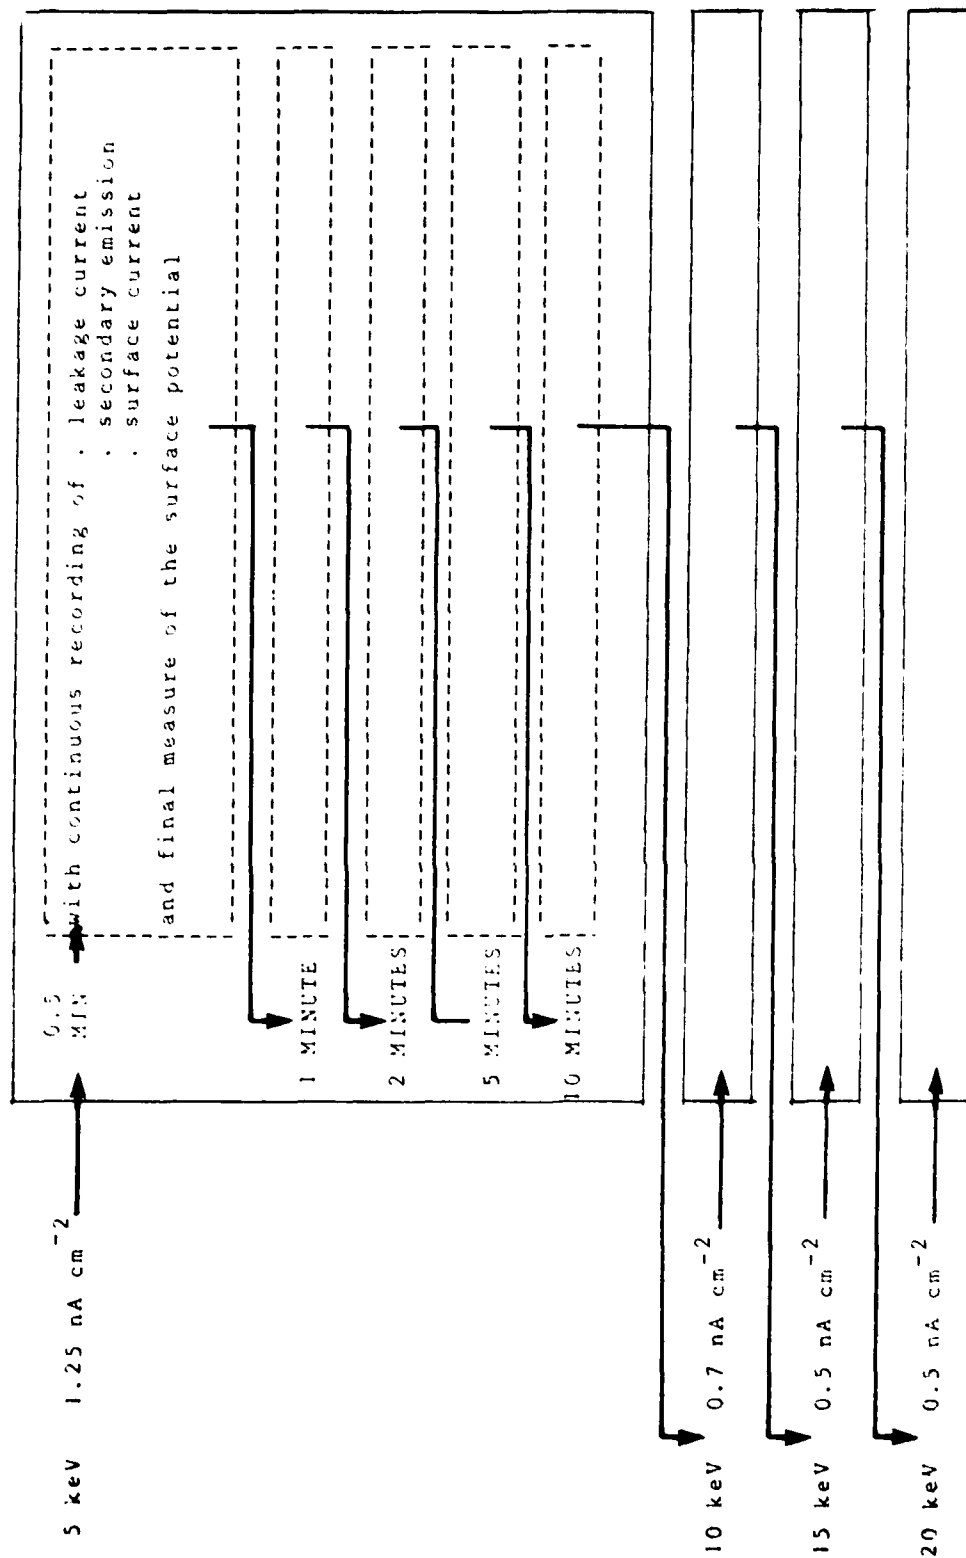 5 keV 1.25 nA cm-2
0.5
MIN
with continuous recording of . leakage current
. secondary emission
. surface current
and final measure of the surface potential
1 MINUTE
2 MINUTES
5 MINUTES
10 MINUTES
10 keV 0.7 nA cm-2
15 keV 0.5 nA cm-2
20 keV 0.5 nA cm-2